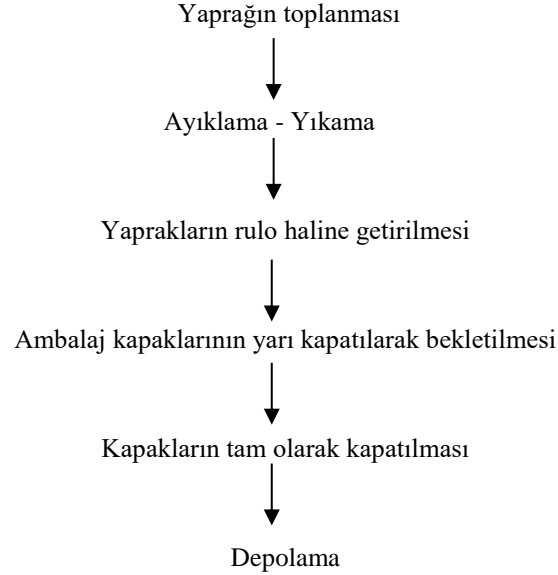 Yaprağın toplanması
Ayıklama - Yıkama
Yaprakların rulo haline getirilmesi
Ambalaj kapaklarının yarı kapatılarak bekletilmesi
Kapakların tam olarak kapatılması
Depolama